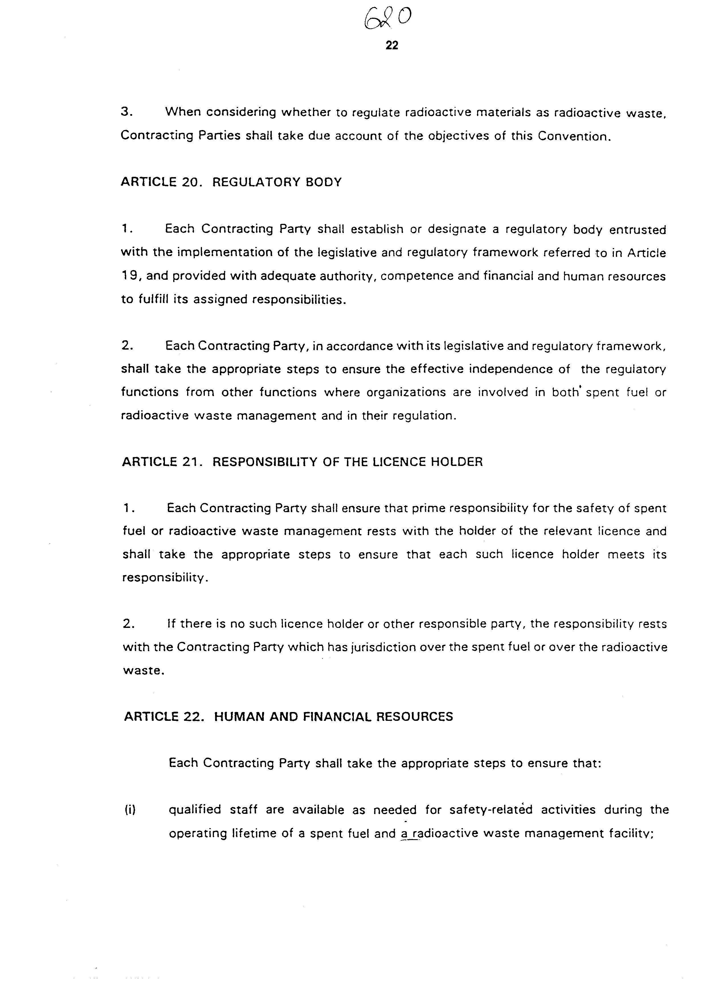 620
22
3. When considering whether to regulate radioactive materials as radioactive waste,
Contracting Parties shall take due account of the objectives of this Convention.
ARTICLE 20. REGULATORY BODY
1. Each Contracting Party shall establish or designate a regulatory body entrusted
with the implementation of the legislative and regulatory framework referred to in Article
19, and provided with adequate authority, competence and financial and human resources
to fulfill its assigned responsibilities.
2. Each Contracting Party, in accordance with its legislative and regulatory framework,
shall take the appropriate steps to ensure the effective independence of the regulatory
functions from other functions where organizations are involved in both spent fuel or
radioactive waste management and in their regulation.
ARTICLE 21. RESPONSIBILITY OF THE LICENCE HOLDER
1. Each Contracting Party shall ensure that prime responsibility for the safety of spent
fuel or radioactive waste management rests with the holder of the relevant licence and
shall take the appropriate steps to ensure that each such licence holder meets its
responsibility.
2. If there is no such licence holder or other responsible party, the responsibility rests
with the Contracting Party which has jurisdiction over the spent fuel or over the radioactive
waste.
ARTICLE 22. HUMAN AND FINANCIAL RESOURCES
Each Contracting Party shall take the appropriate steps to ensure that:
(i) qualified staff are available as needed for safety-related activities during the
operating lifetime of a spent fuel and a radioactive waste management facility;